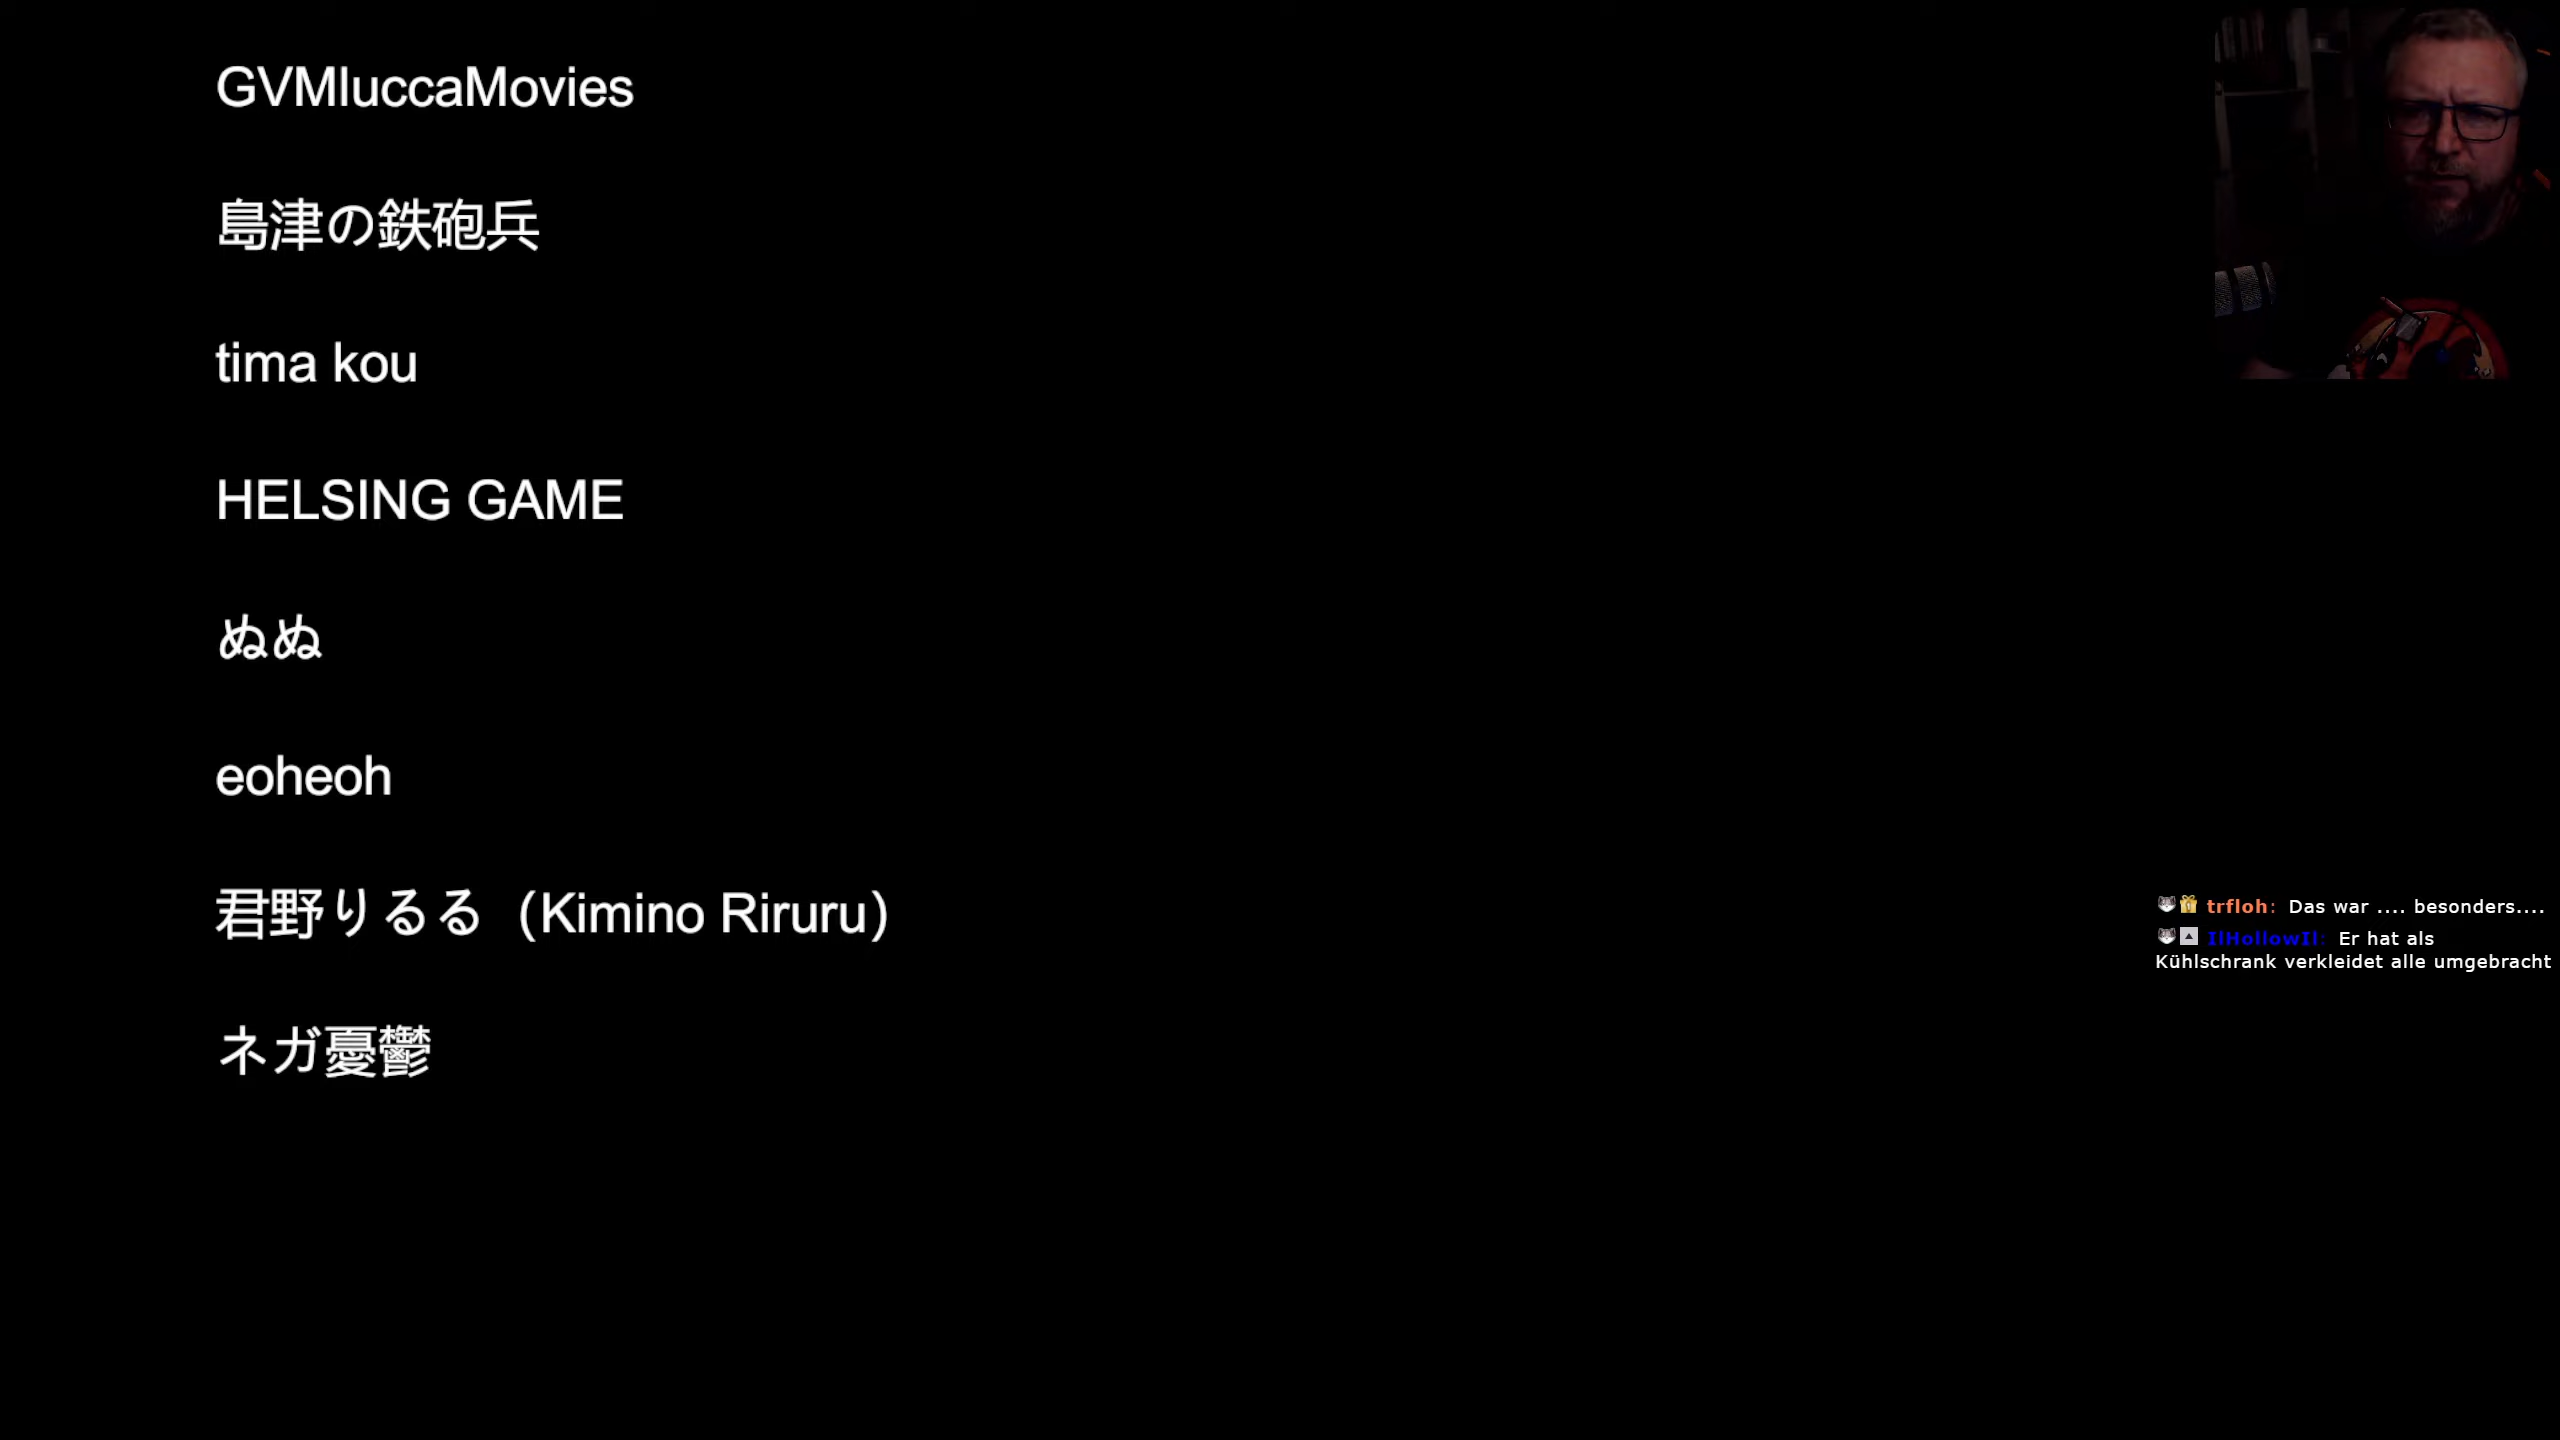 GVMluccaMovies
島津の鉄砲兵
tima kou
HELSING GAME
ぬぬ
eoheoh
君野りるる（Kimino Riruru）
ネガ憂鬱
trfloh: Das war .... besonders....
IlHollowIl: Er hat als
Kühlschrank verkleidet alle umgebracht